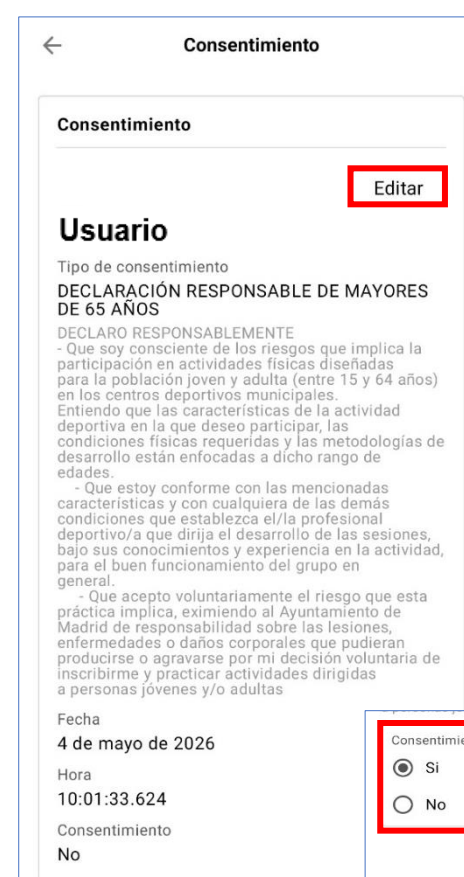 Consentimiento
Consentimiento
Editar
Usuario
Tipo de consentimiento
DECLARACIÓN RESPONSABLE DE MAYORES
DE 65 AÑOS
DECLARO RESPONSABLEMENTE
- Que soy consciente de los riesgos que implica la
participación en actividades físicas diseñadas
para la población joven y adulta (entre 15 y 64 años)
en los centros deportivos municipales.
Entiendo que las características de la actividad
deportiva en la que deseo participar, las
condiciones físicas requeridas y las metodologías de
desarrollo están enfocadas a dicho rango de
edades.
- Que estoy conforme con las mencionadas
características y con cualquiera de las demás
condiciones que establezca el/la profesional
deportivo/a que dirija el desarrollo de las sesiones,
bajo sus conocimientos y experiencia en la actividad,
para el buen funcionamiento del grupo en
general.
- Que acepto voluntariamente el riesgo que esta
práctica implica, eximiendo al Ayuntamiento de
Madrid de responsabilidad sobre las lesiones,
enfermedades o daños corporales que pudieran
producirse o agravarse por mi decisión voluntaria de
inscribirme y practicar actividades dirigidas
a personas jóvenes y/o adultas
Fecha
4 de mayo de 2026
Hora
10:01:33.624
Consentimiento
No
Consentimie
Si
No